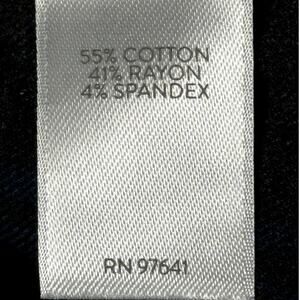 55% COTTON
41% RAYON
4% SPANDEX
RN 97641